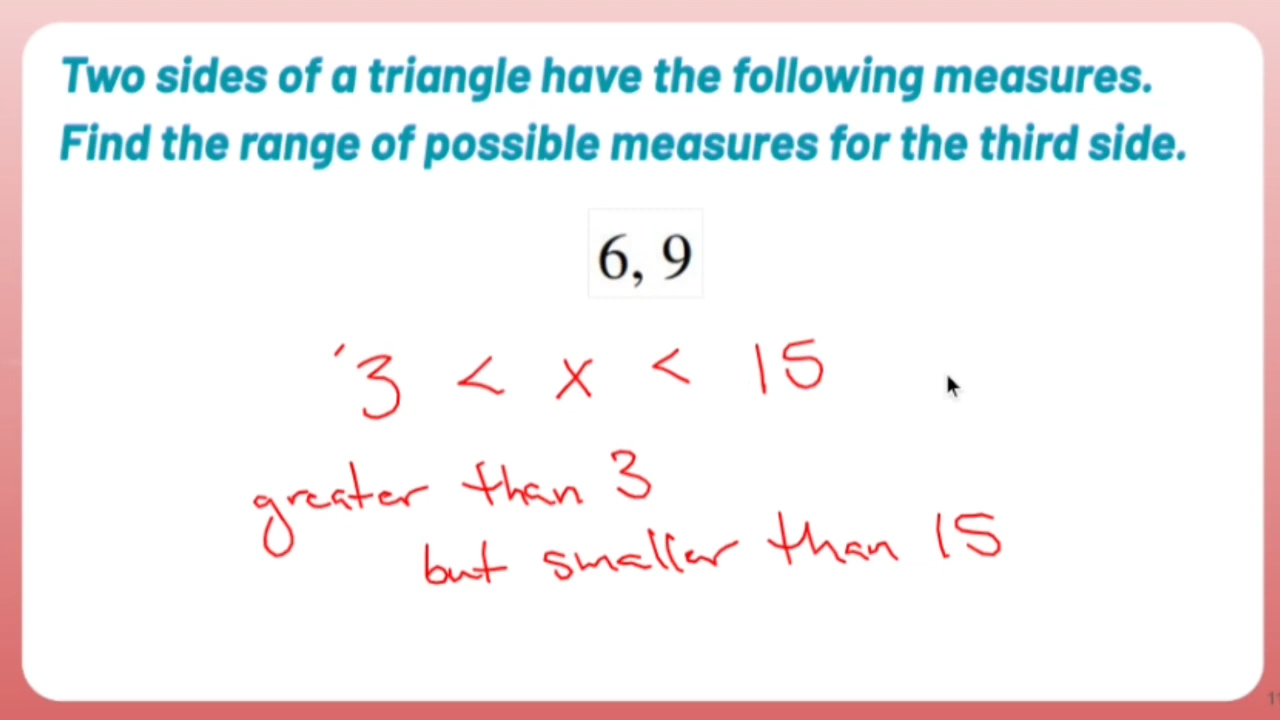 Two sides of a triangle have the following measures.
Find the range of possible measures for the third side.
6, 9
3 < x < 15
greater than 3
but smaller than 15